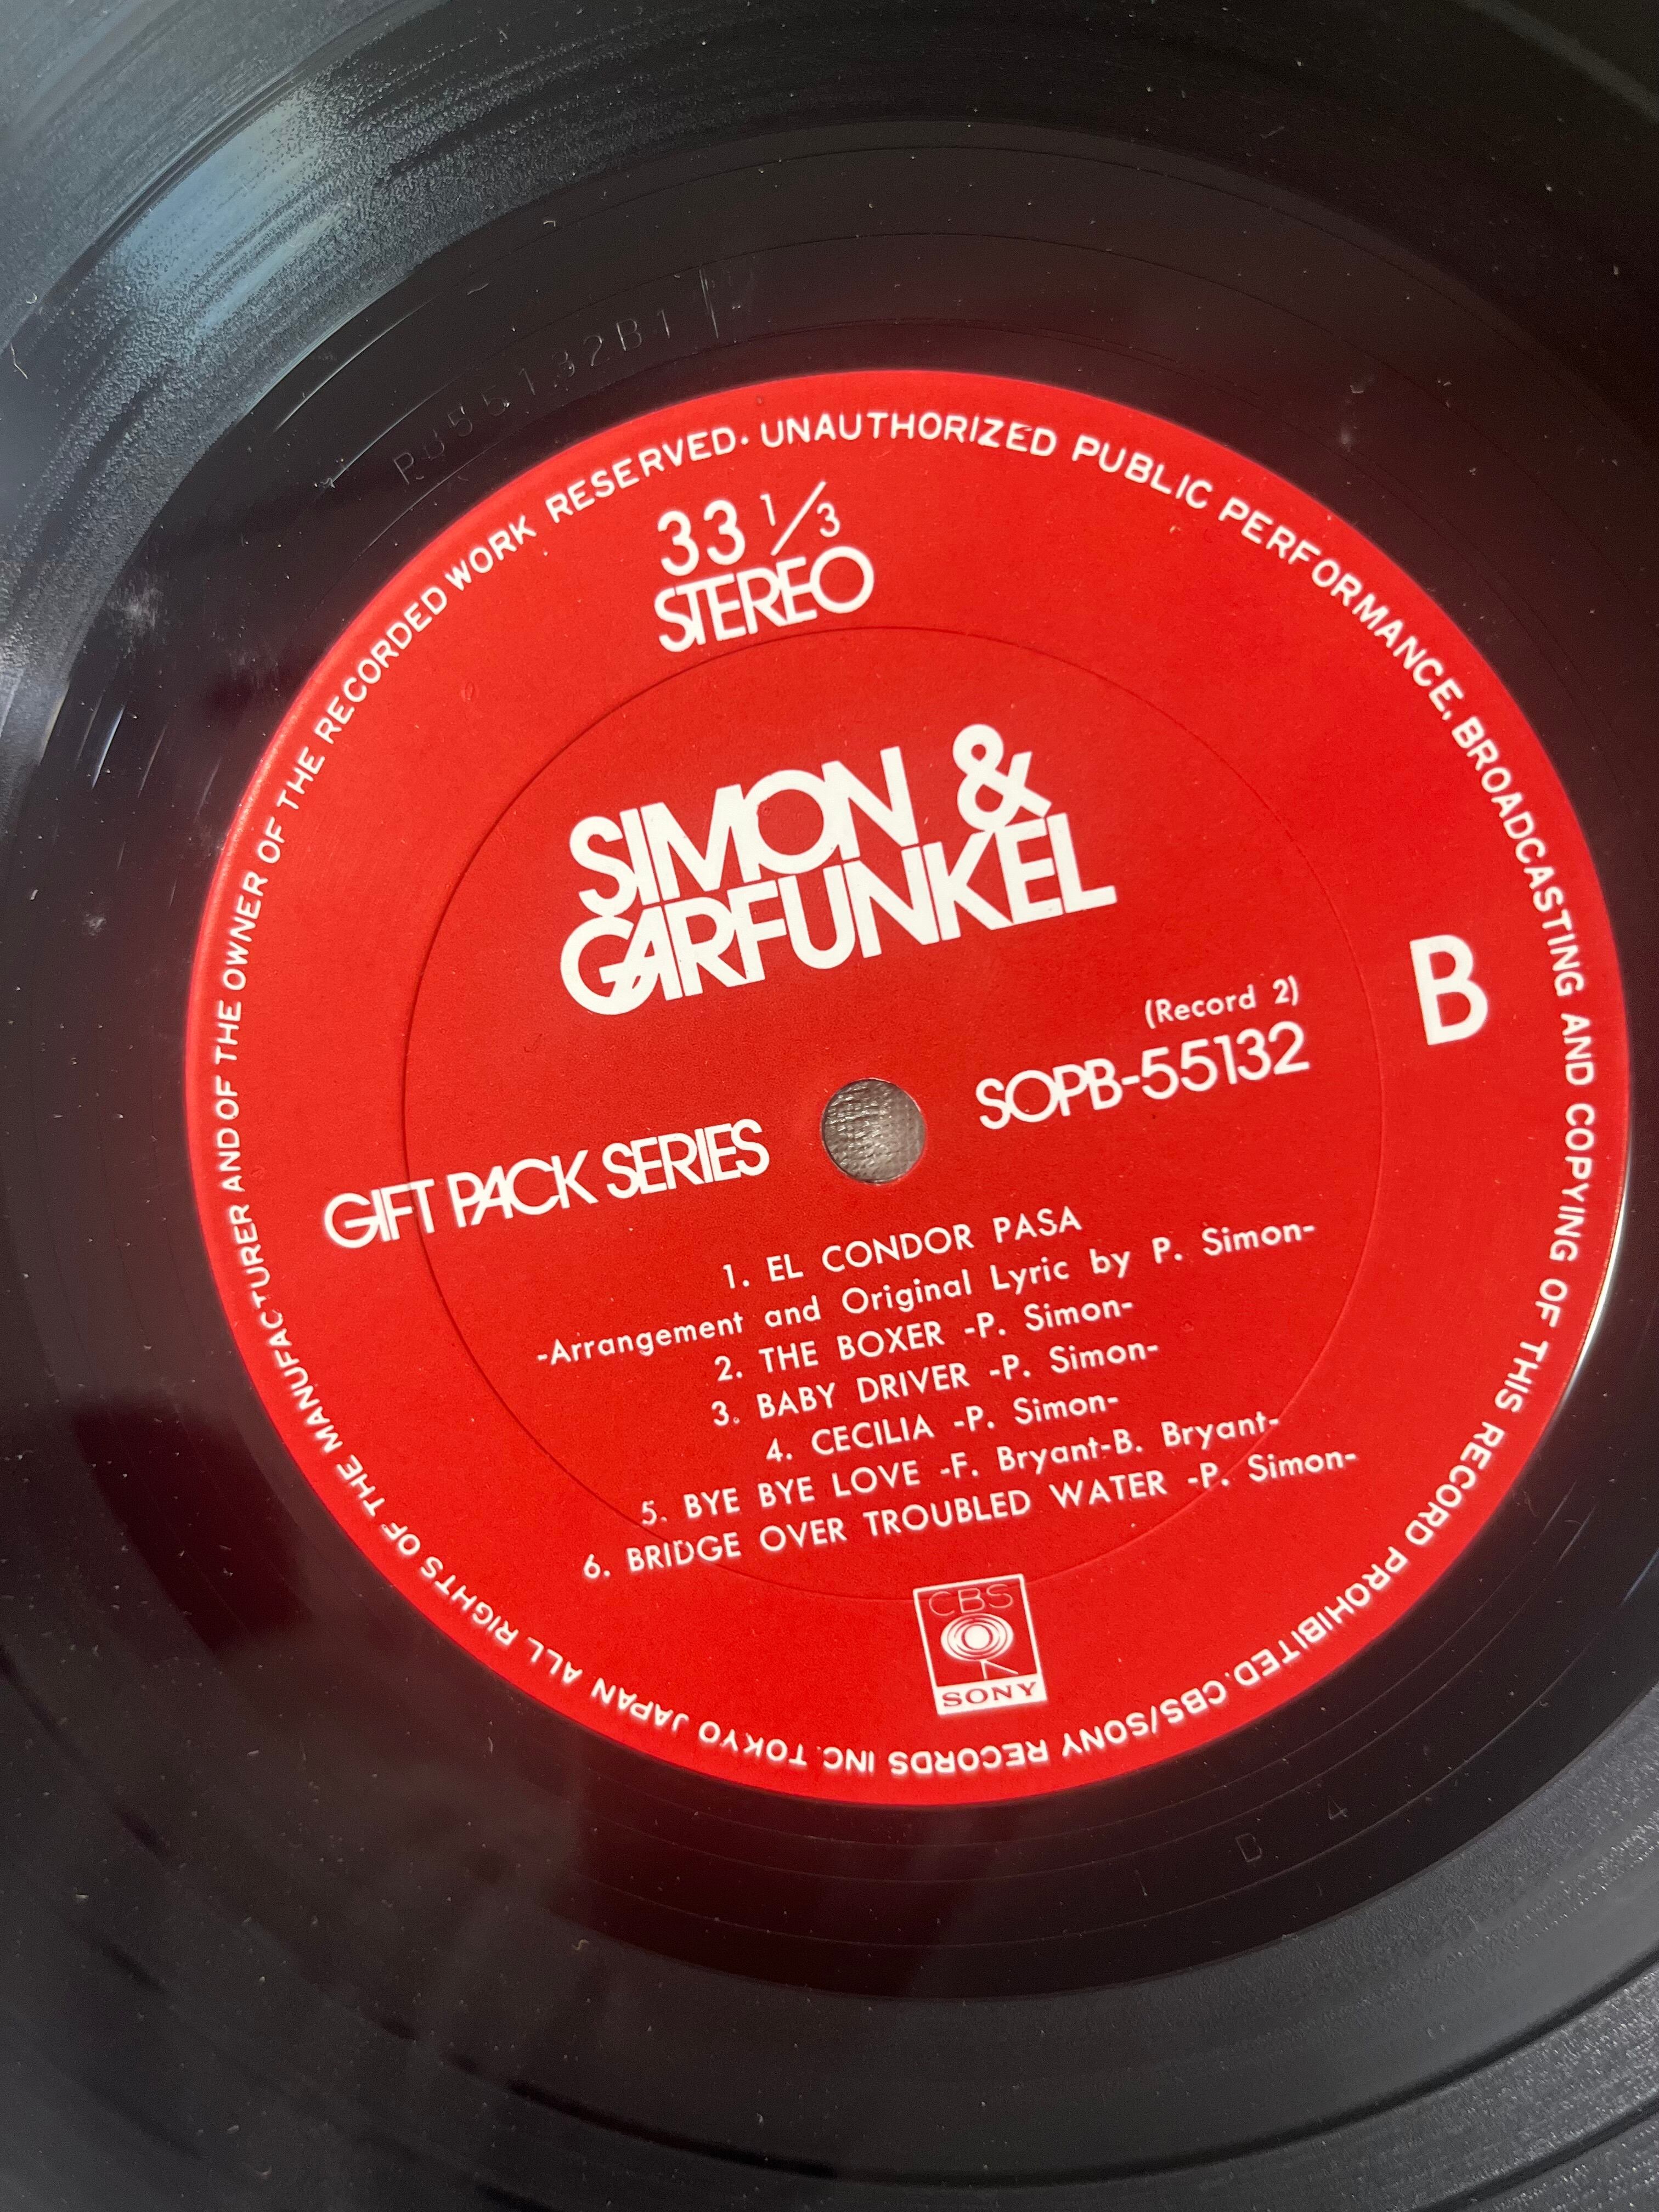 MANUFACTURER AND OF THE OWNER OF THE RECORDED WORK RESERVED. UNAUTHORIZED PUBLIC PERFORMANCE, BROADCASTING AND COPYING OF THIS RECORD PROHIBITED. CBS/SONY RECORDS INC. TOKYO JAPAN ALL RIGHTS OF THE
33 1/3
STEREO
SIMON &
GARFUNKEL
B
(Record 2)
SOPB-55132
GIFT PACK SERIES
1. EL CONDOR PASA
-Arrangement and Original Lyric by P. Simon-
2. THE BOXER -P. Simon-
3. BABY DRIVER -P. Simon-
4. CECILIA -P. Simon-
5. BYE BYE LOVE -F. Bryant-B. Bryant-
6. BRIDGE OVER TROUBLED WATER -P. Simon-
CBS
SONY